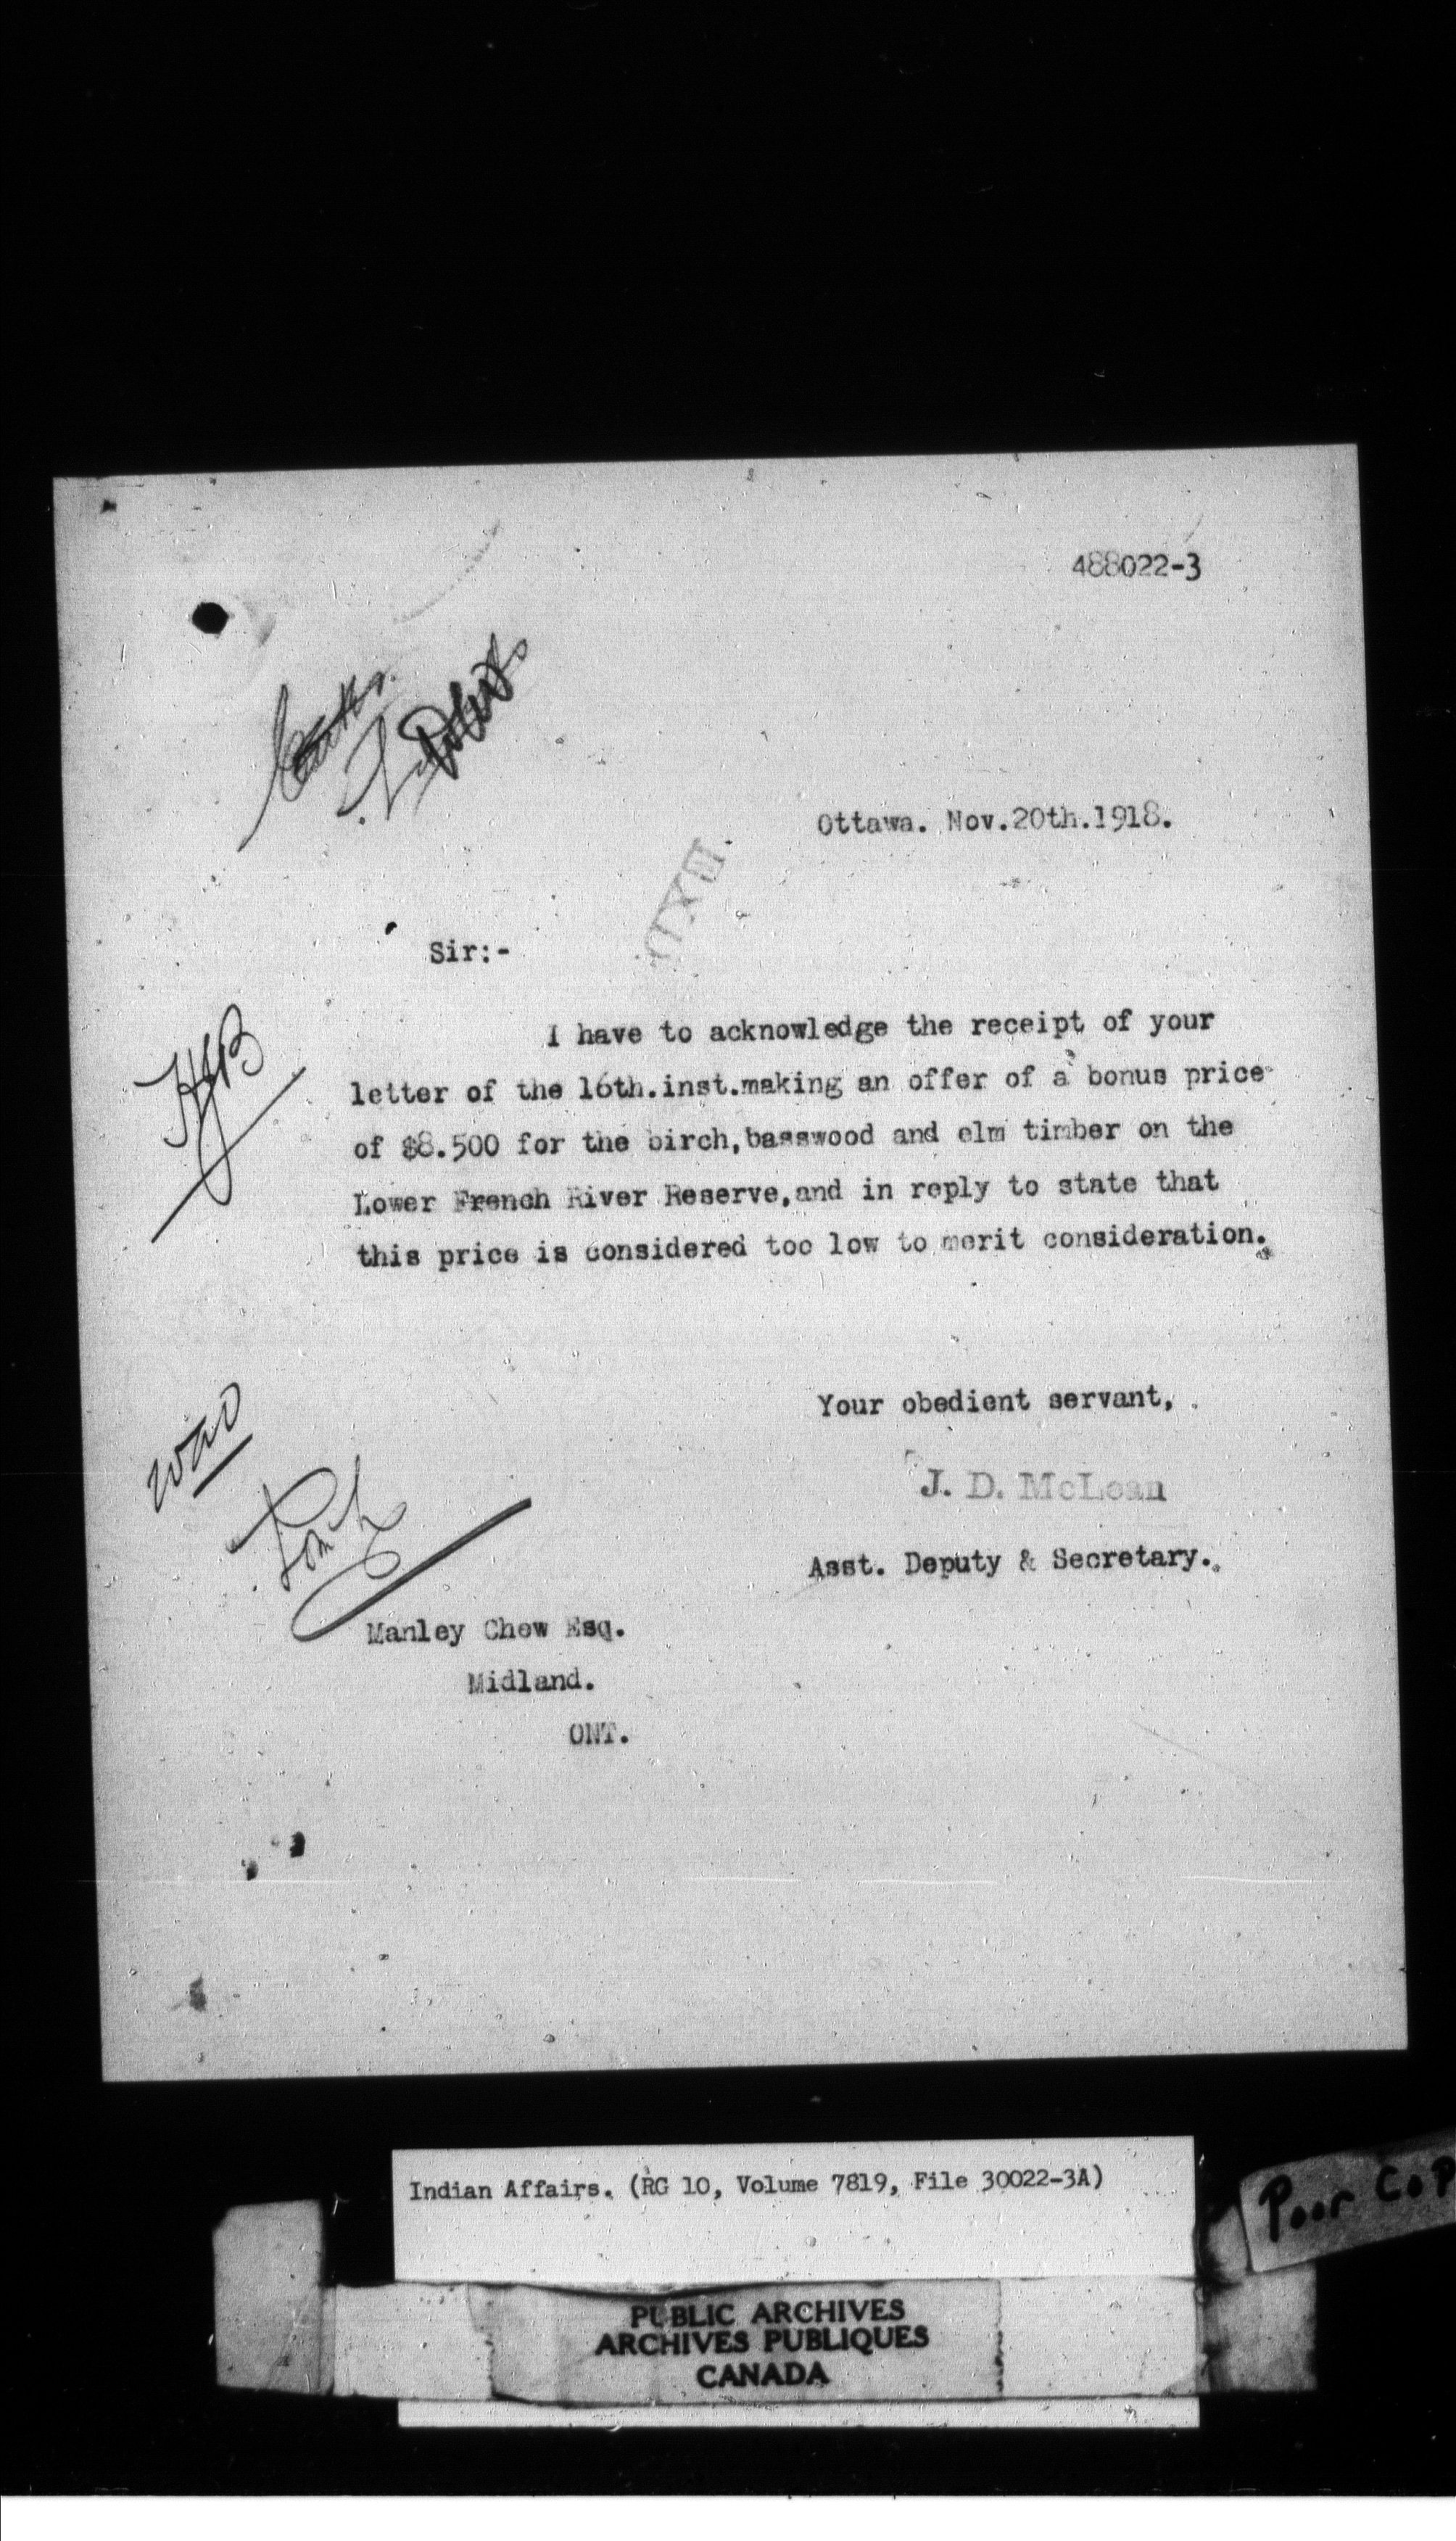 488022-3
Ottawa. Nov.20th.1918.
Sir:-
I have to acknowledge the receipt of your
letter of the 16th.inst.making an offer of a bonus price
of $8.500 for the birch,basswood and elm timber on the
Lower French River Reserve,and in reply to state that
this price is considered too low to merit consideration.
Your obedient servant,
J. D. McLean
Asst. Deputy & Secretary.
Manley Chew Esq.
Midland.
ONT.
Indian Affairs. (RG 10, Volume 7819, File 30022-3A)
Poor COP
PUBLIC ARCHIVES
ARCHIVES PUBLIQUES
CANADA